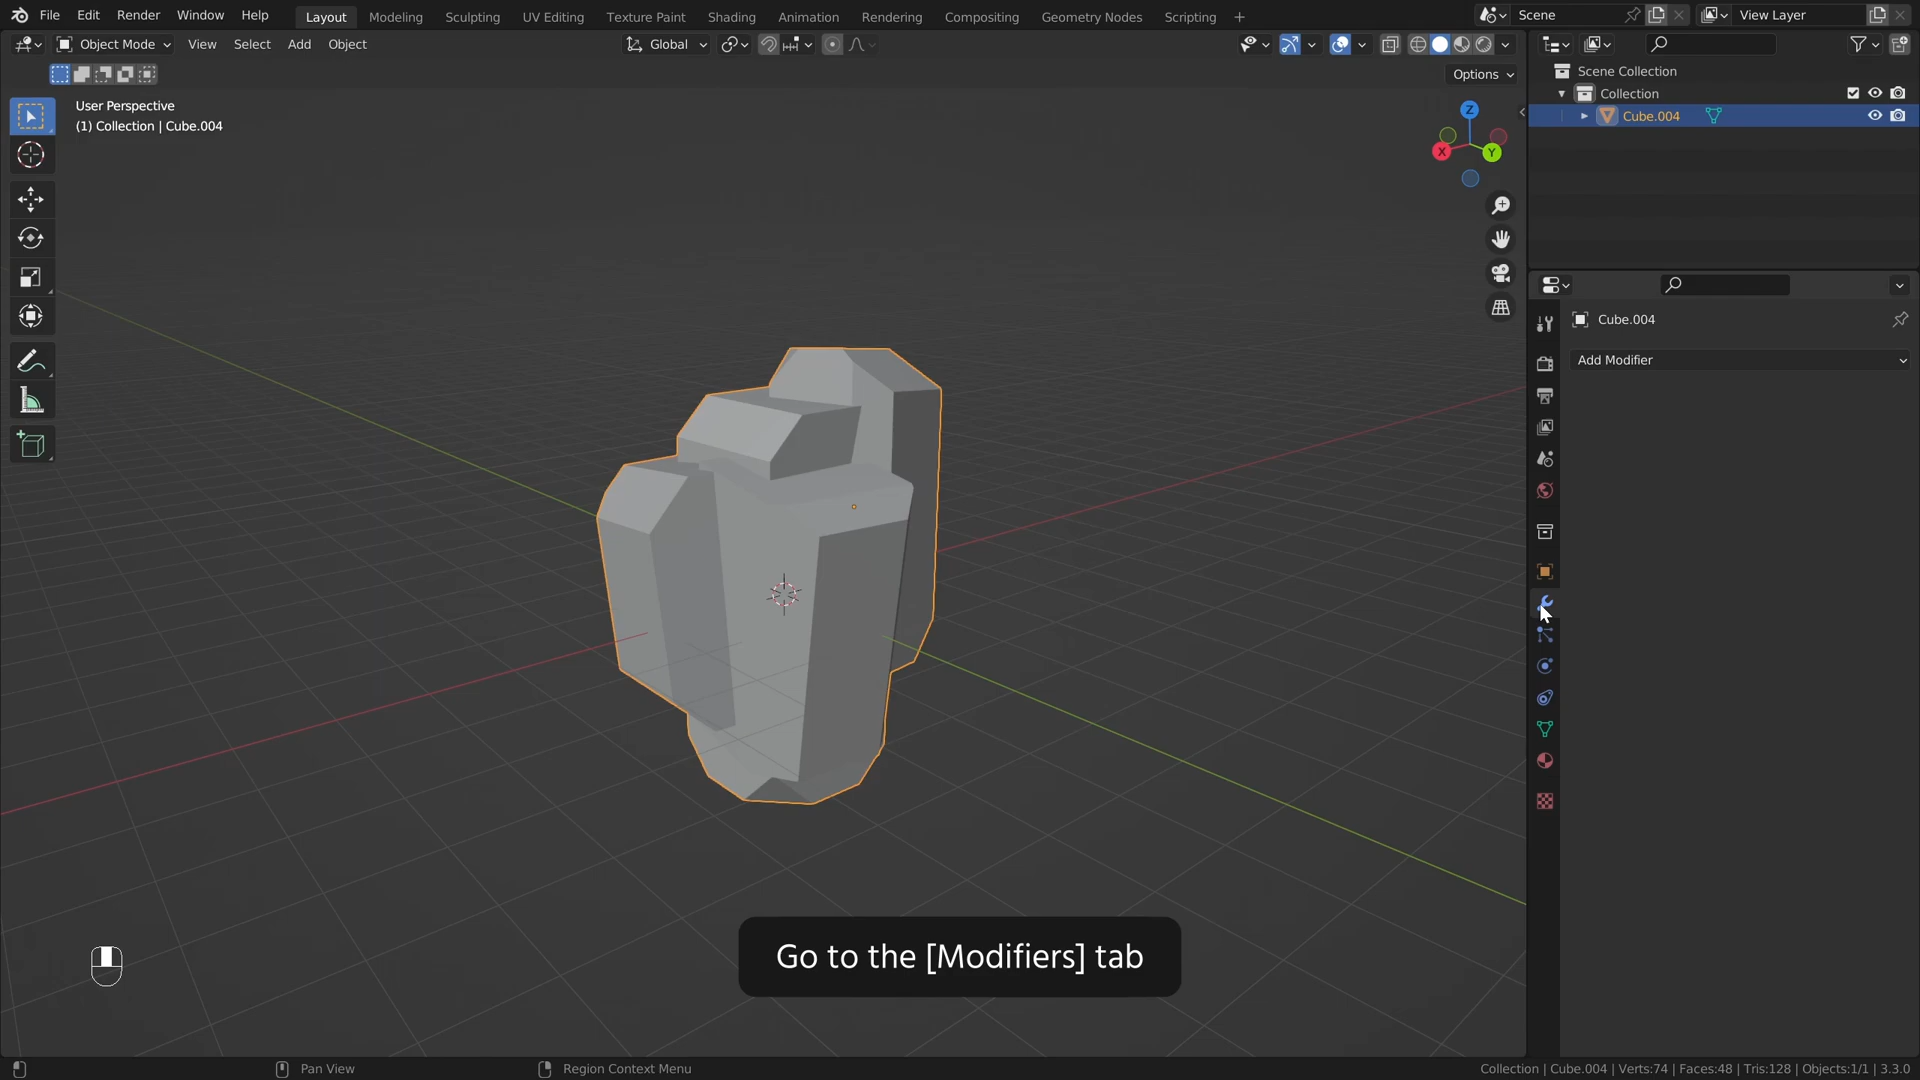 File Edit Render Window Help Layout Modeling Sculpting UV Editing Texture Paint Shading Animation Rendering Compositing Geometry Nodes Scripting + Scene View Layer
Object Mode View Select Add Object Global
Options
User Perspective
(1) Collection | Cube.004
Z
X
Y
Scene Collection
Collection
Cube.004
Cube.004
Add Modifier
Go to the [Modifiers] tab
Pan View Region Context Menu Collection | Cube.004 | Verts:74 | Faces:48 | Tris:128 | Objects:1/1 | 3.3.0